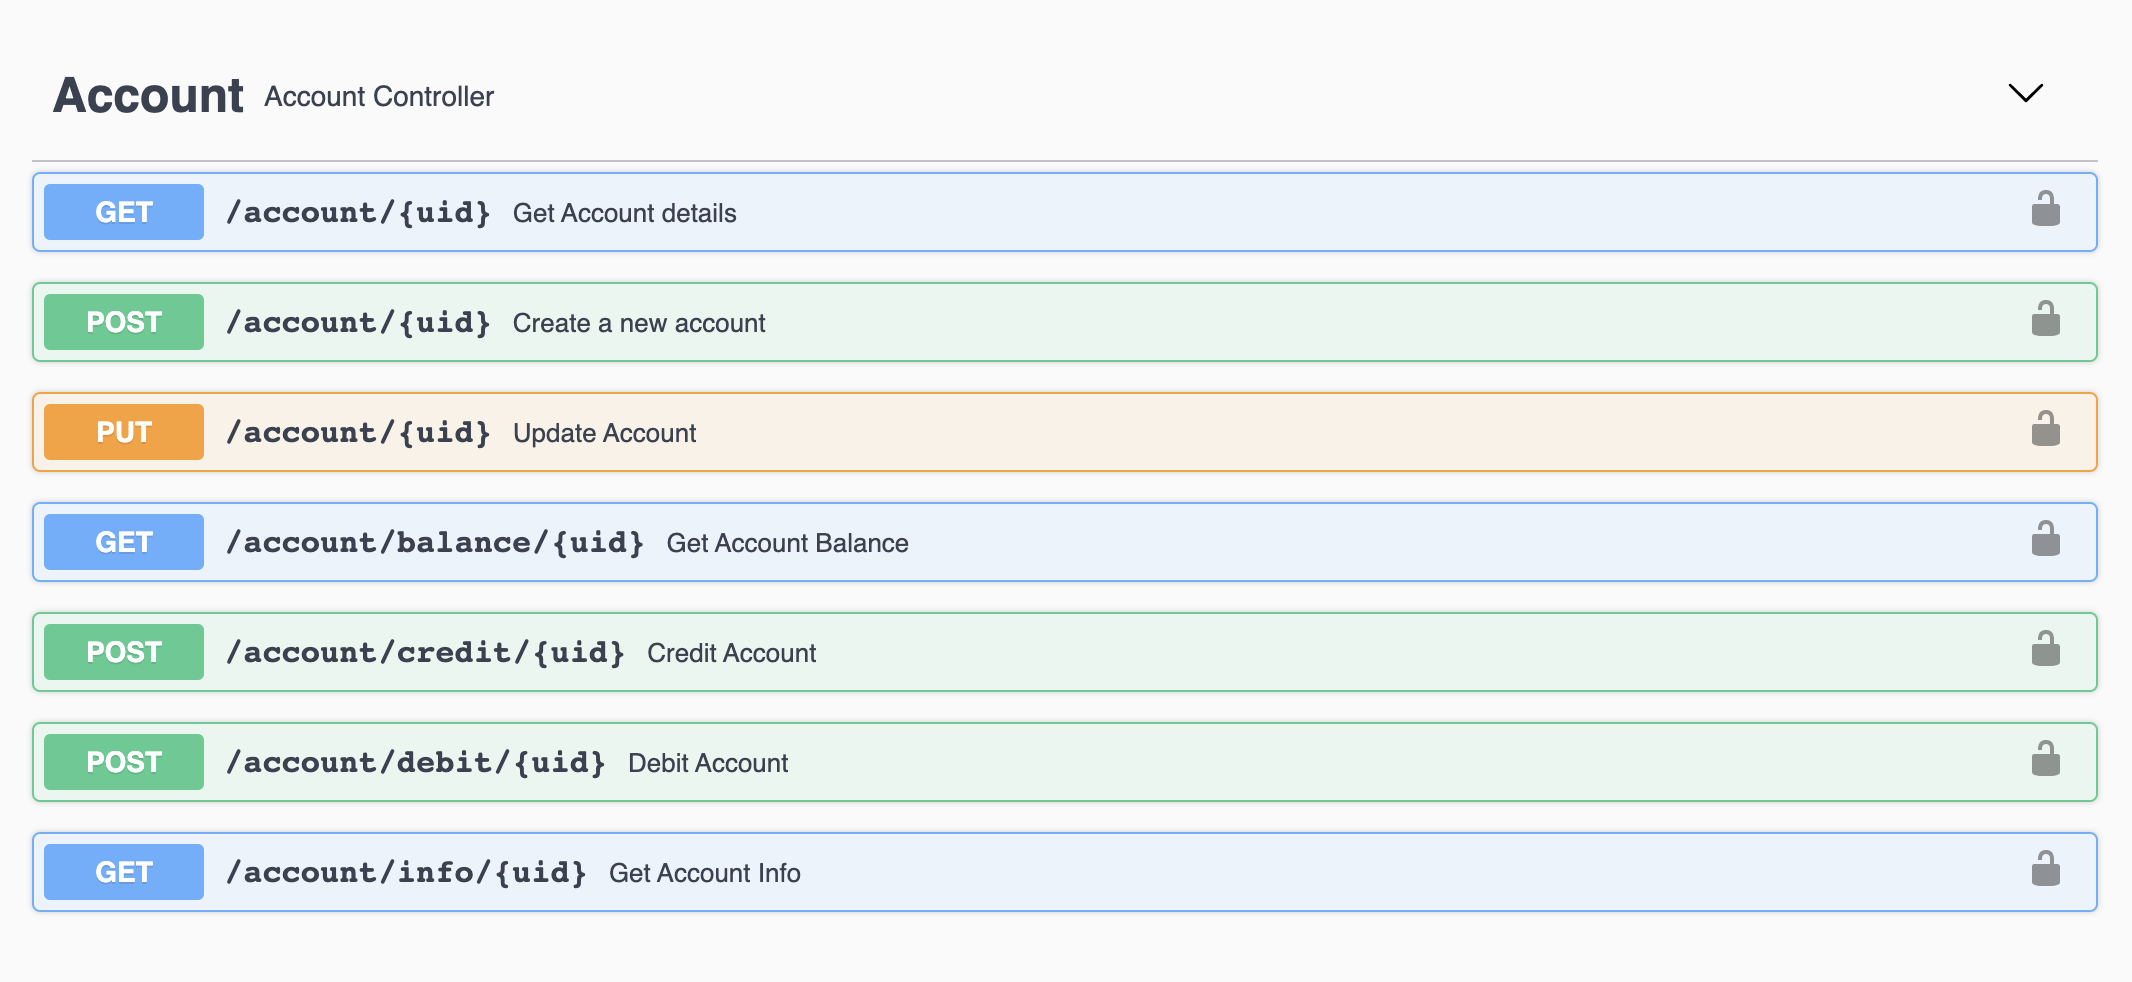 Account Account Controller
GET /account/{uid} Get Account details
POST /account/{uid} Create a new account
PUT /account/{uid} Update Account
GET /account/balance/{uid} Get Account Balance
POST /account/credit/{uid} Credit Account
POST /account/debit/{uid} Debit Account
GET /account/info/{uid} Get Account Info